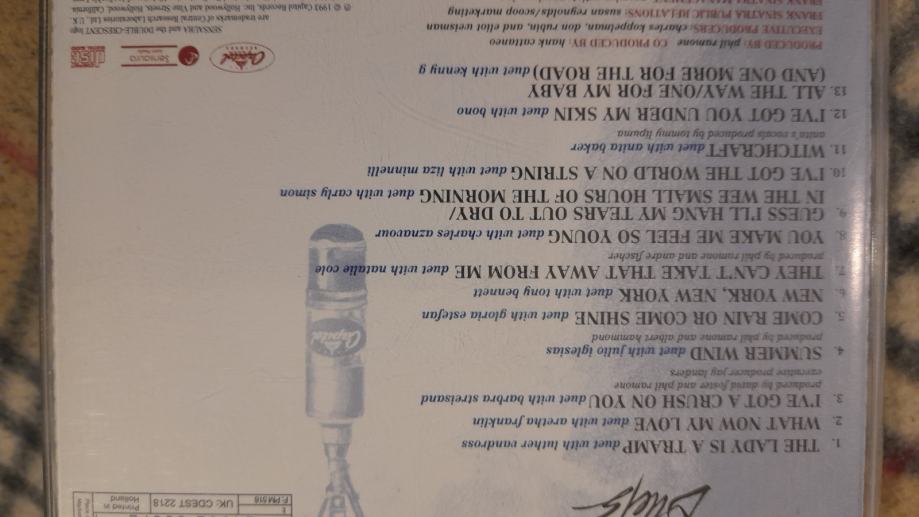 Duets
E: PM 518
UK: CDEST 2218
Printed in
Holland
1. THE LADY IS A TRAMP duet with luther vandross
2. WHAT NOW MY LOVE duet with aretha franklin
3. I'VE GOT A CRUSH ON YOU duet with barbra streisand
produced by david foster and phil ramone
executive producer jay landers
4. SUMMER WIND duet with julio iglesias
produced by phil ramone and albert hammond
5. COME RAIN OR COME SHINE duet with gloria estefan
6. NEW YORK, NEW YORK duet with tony bennett
7. THEY CAN'T TAKE THAT AWAY FROM ME duet with natalie cole
produced by phil ramone and andre fischer
8. YOU MAKE ME FEEL SO YOUNG duet with charles aznavour
9. GUESS I'LL HANG MY TEARS OUT TO DRY/
IN THE WEE SMALL HOURS OF THE MORNING duet with carly simon
10. I'VE GOT THE WORLD ON A STRING duet with liza minnelli
11. WITCHCRAFT duet with anita baker
anita's vocals produced by tommy lipuma
12. I'VE GOT YOU UNDER MY SKIN duet with bono
13. ALL THE WAY/ONE FOR MY BABY
(AND ONE MORE FOR THE ROAD) duet with kenny g
Capitol
PRODUCED BY: phil ramone CO PRODUCED BY: hank cattaneo
EXECUTIVE PRODUCERS: charles koppelman, don rubin, and eliot weisman
FRANK SINATRA PUBLIC RELATIONS: susan reynolds/scoop marketing
Capitol
RECORDS
Sensaura
DISC
SENSAURA and the DOUBLE-CRESCENT logo
are trademarks of Central Research Laboratories Ltd., U.K.
℗ © 1993 Capitol Records, Inc. Hollywood and Vine Streets, Hollywood, California.